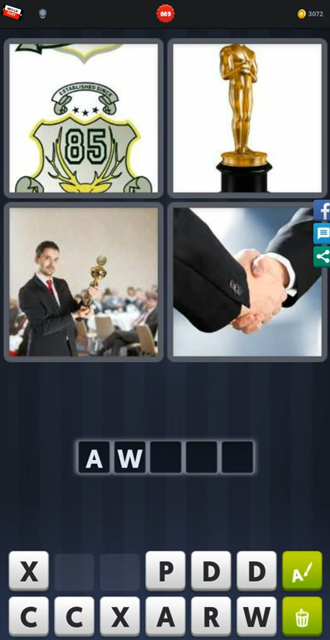 669
3072
ESTABLISHED SINCE
85
f
A W
X P D D A
C C X A R W